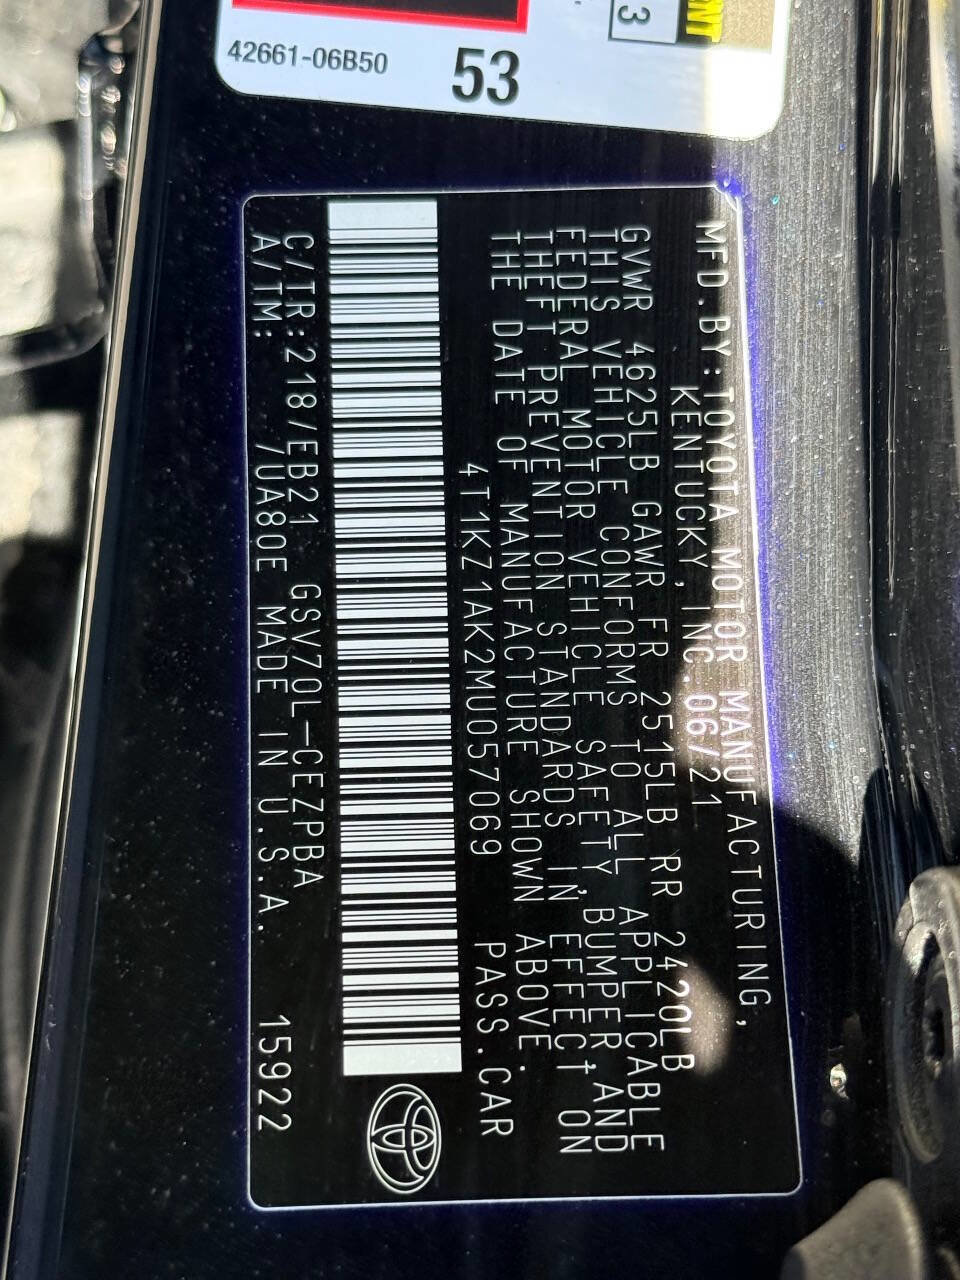 42661-06B50
53
3
MFD.BY:TOYOTA MOTOR MANUFACTURING,
KENTUCKY,INC.06/21
GVWR 4625LB GAWR FR 2515LB RR 2420LB
THIS VEHICLE CONFORMS TO ALL APPLICABLE
FEDERAL MOTOR VEHICLE SAFETY,BUMPER,AND
THEFT PREVENTION STANDARDS IN EFFECT ON
THE DATE OF MANUFACTURE SHOWN ABOVE.
4T1KZ1AK2MU057069 PASS.CAR
C/TR:218/EB21 GSV70L-CEZPBA
A/TM: /UA80E MADE IN U.S.A. 15922